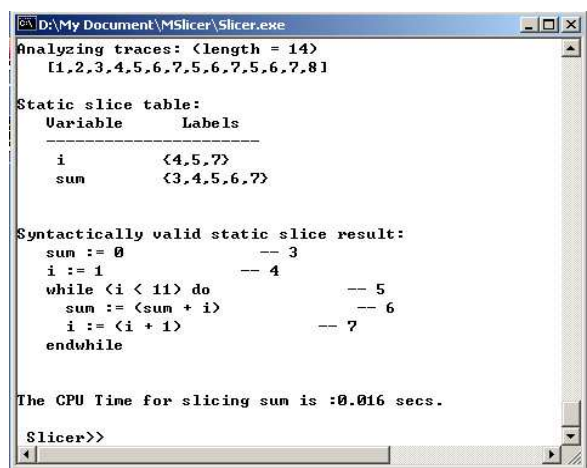 D:\My Document\MSlicer\Slicer.exe
Analyzing traces: (length = 14)
[1,2,3,4,5,6,7,5,6,7,5,6,7,8]
Static slice table:
Variable Labels
-----------------------
i {4,5,7}
sum {3,4,5,6,7}
Syntactically valid static slice result:
sum := 0 -- 3
i := 1 -- 4
while (i < 11) do -- 5
sum := (sum + i) -- 6
i := (i + 1) -- 7
endwhile
The CPU Time for slicing sum is :0.016 secs.
Slicer>>